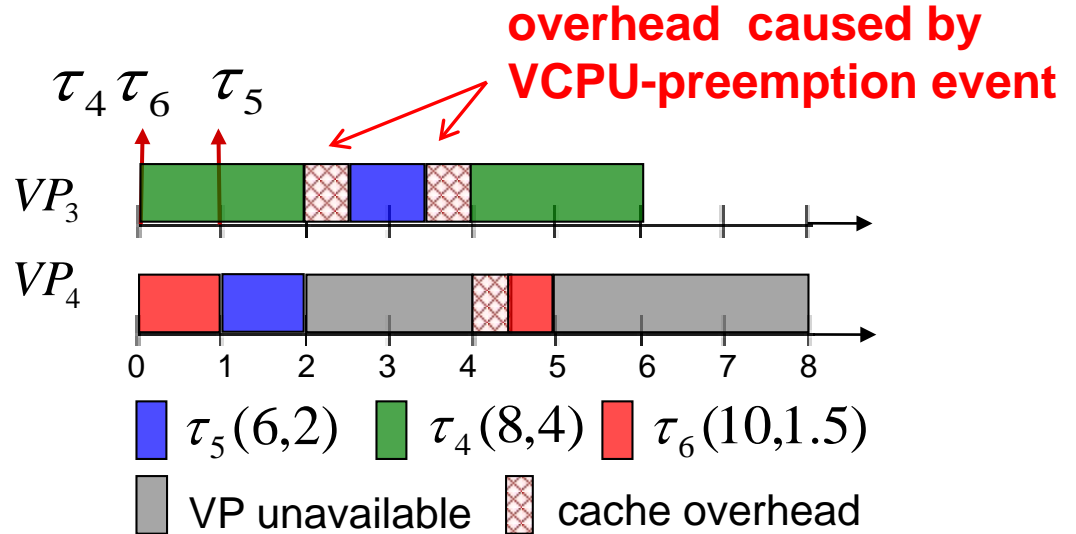 overhead caused by
VCPU-preemption event
τ₄ τ₆ τ₅
VP₃
VP₄
0 1 2 3 4 5 6 7 8
τ₅(6,2) τ₄(8,4) τ₆(10,1.5)
VP unavailable cache overhead